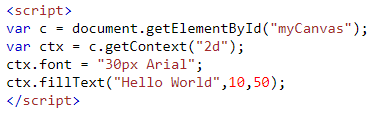 <script>
var c = document.getElementById("myCanvas");
var ctx = c.getContext("2d");
ctx.font = "30px Arial";
ctx.fillText("Hello World",10,50);
</script>